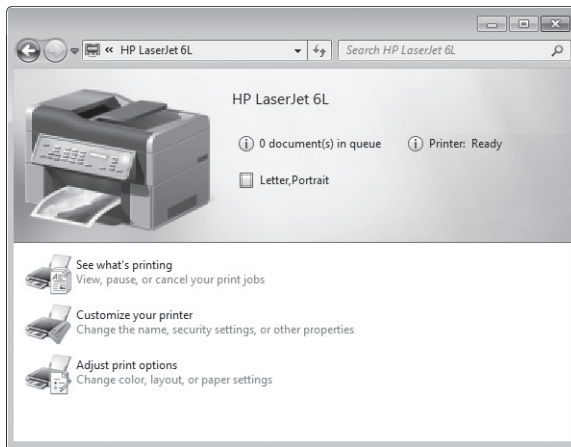 « HP LaserJet 6L
Search HP LaserJet 6L
HP LaserJet 6L
0 document(s) in queue
Printer: Ready
Letter,Portrait
See what's printing
View, pause, or cancel your print jobs
Customize your printer
Change the name, security settings, or other properties
Adjust print options
Change color, layout, or paper settings